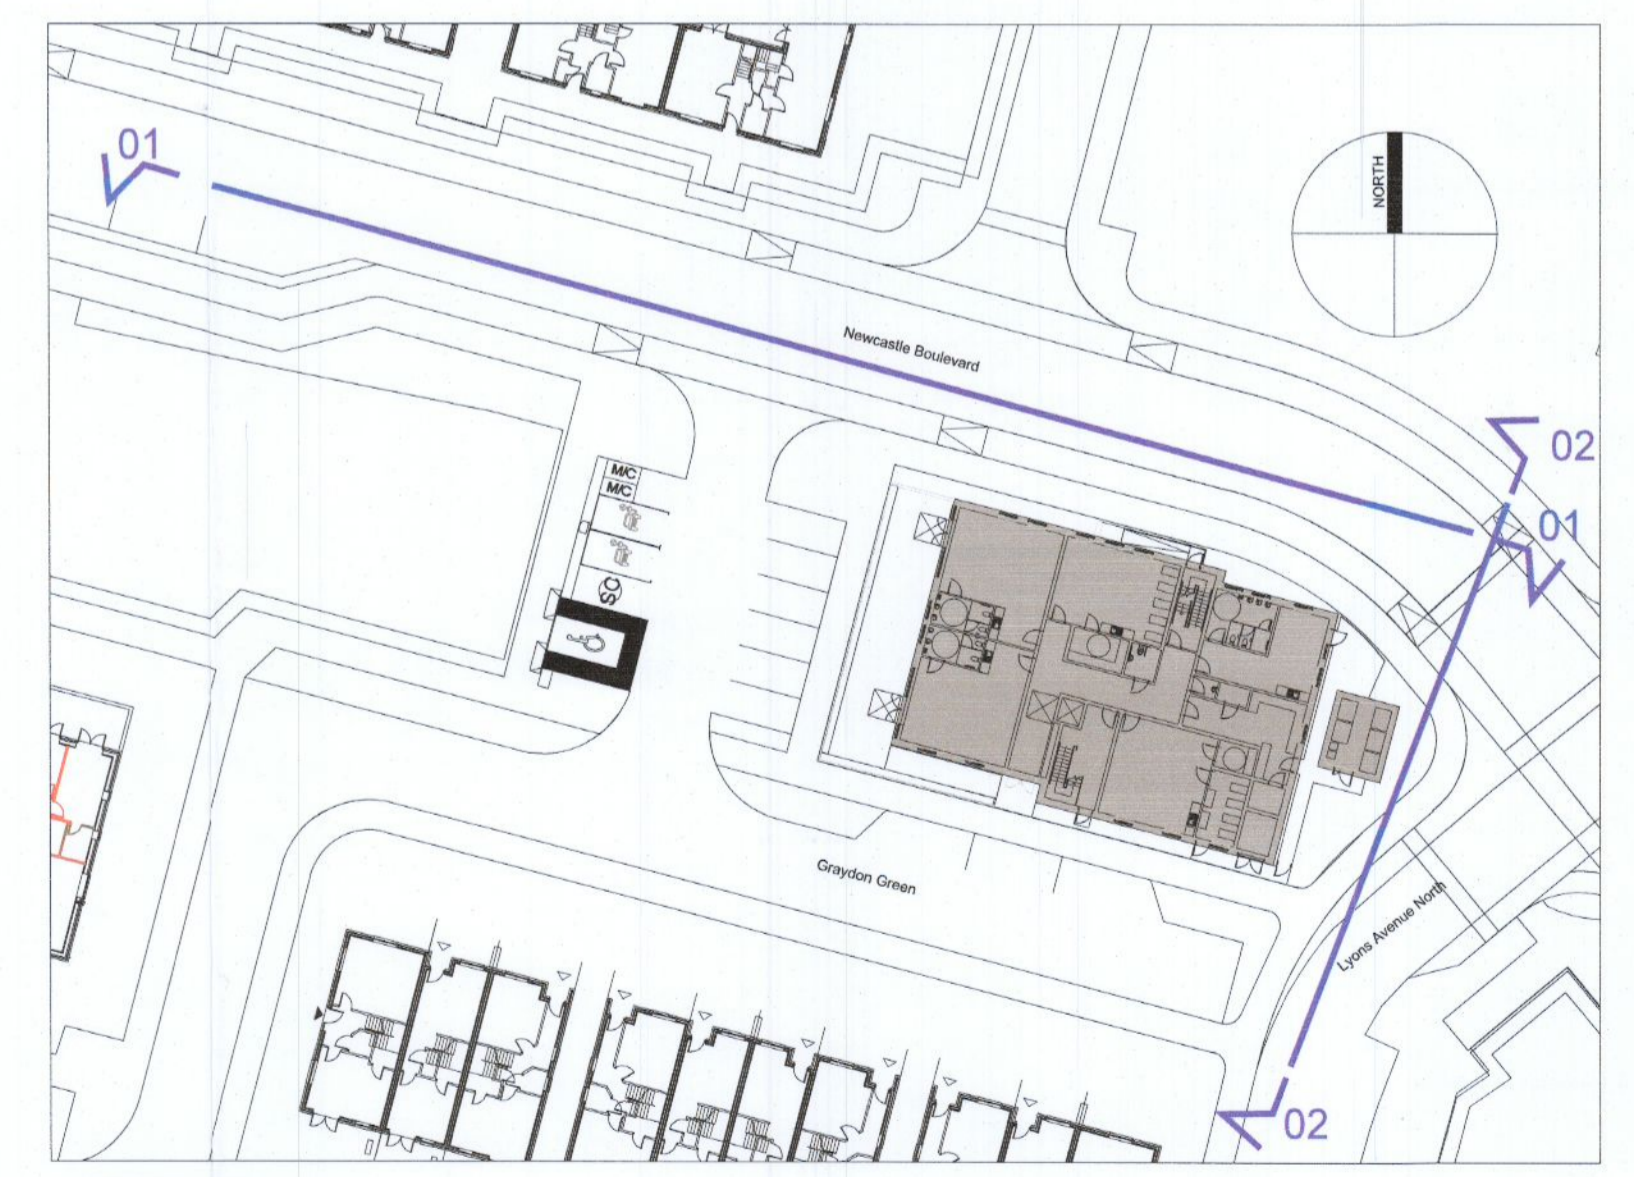 01
NORTH
Newcastle Boulevard
02
01
M/C
M/C
SC
Graydon Green
Lyons Avenue North
02